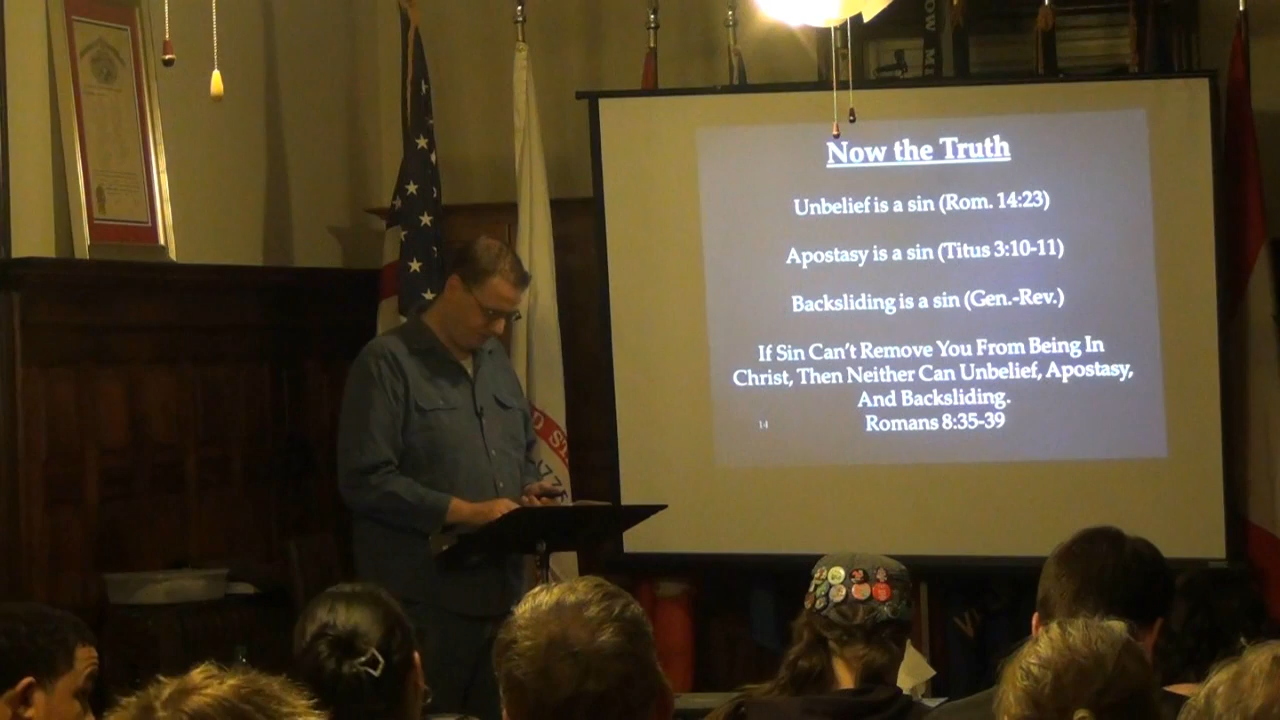 Now the Truth
Unbelief is a sin (Rom. 14:23)
Apostasy is a sin (Titus 3:10-11)
Backsliding is a sin (Gen.-Rev.)
If Sin Can't Remove You From Being In
Christ, Then Neither Can Unbelief, Apostasy,
And Backsliding.
Romans 8:35-39
14